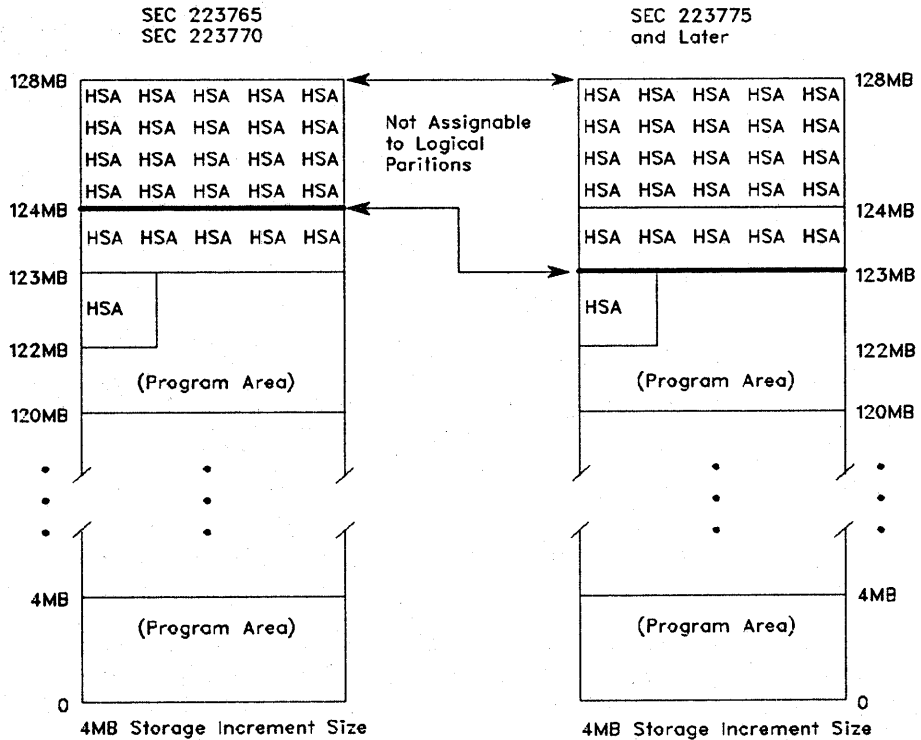 SEC 223765
SEC 223770
SEC 223775
and Later
128MB
HSA HSA HSA HSA HSA
HSA HSA HSA HSA HSA
HSA HSA HSA HSA HSA
HSA HSA HSA HSA HSA
124MB
HSA HSA HSA HSA HSA
123MB
HSA
122MB
(Program Area)
120MB
4MB
(Program Area)
0
4MB Storage Increment Size
Not Assignable
to Logical
Paritions
128MB
HSA HSA HSA HSA HSA
HSA HSA HSA HSA HSA
HSA HSA HSA HSA HSA
HSA HSA HSA HSA HSA
124MB
HSA HSA HSA HSA HSA
123MB
HSA
122MB
(Program Area)
120MB
4MB
(Program Area)
0
4MB Storage Increment Size